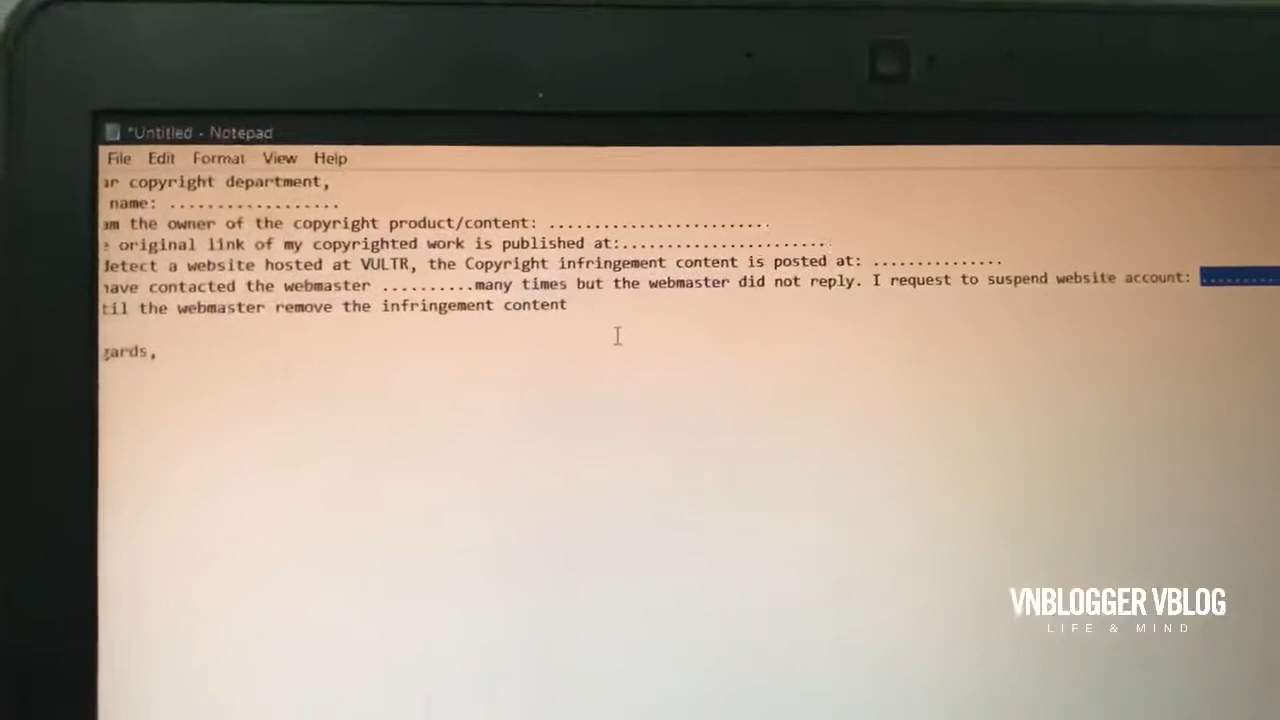 *Untitled - Notepad
File Edit Format View Help
ar copyright department,
name: ..................
am the owner of the copyright product/content: .......................
e original link of my copyrighted work is published at:......................
detect a website hosted at VULTR, the Copyright infringement content is posted at: ..............
have contacted the webmaster ..........many times but the webmaster did not reply. I request to suspend website account: .........
til the webmaster remove the infringement content
gards,
VNBLOGGER VBLOG
LIFE & MIND